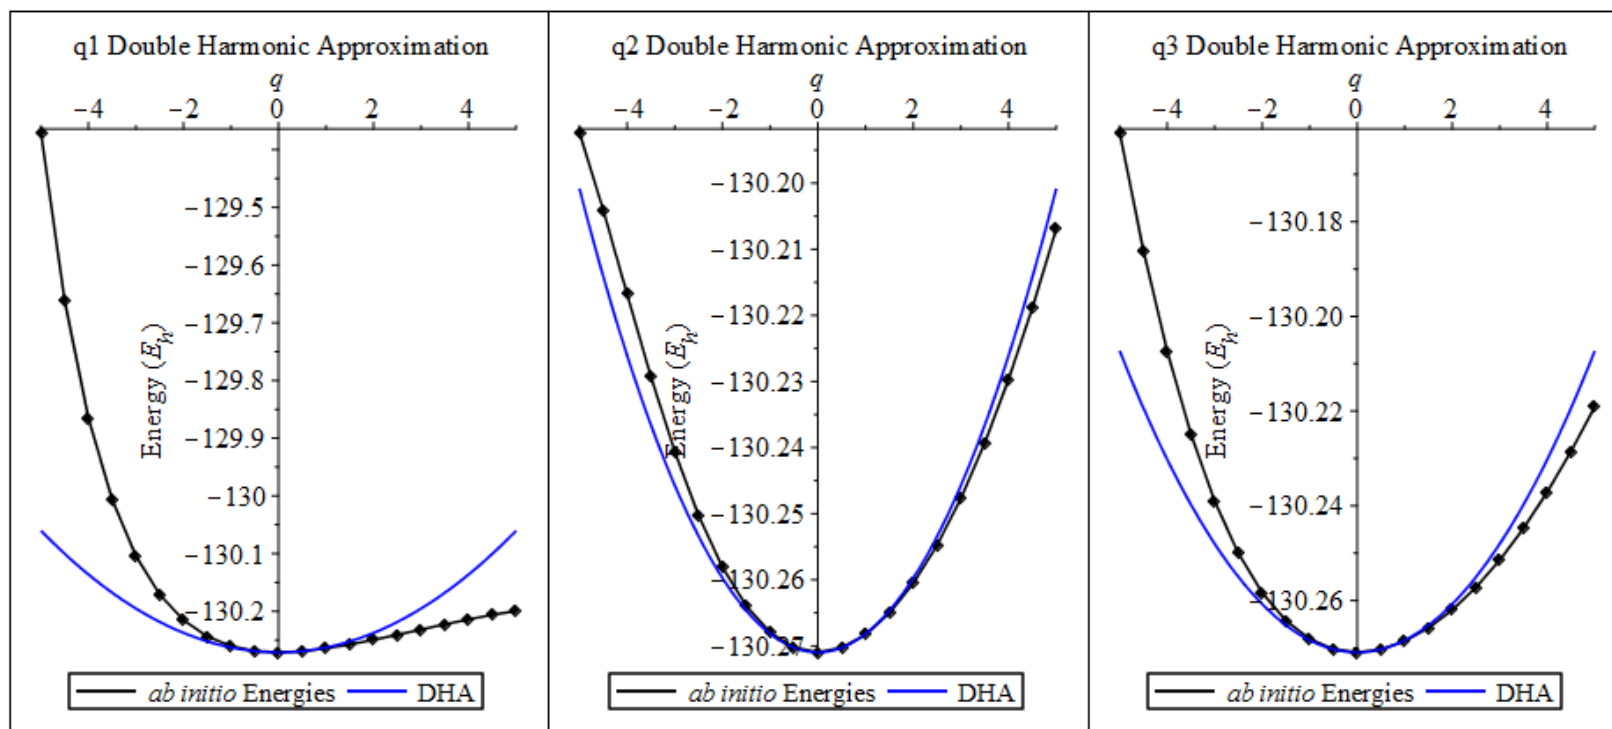 q1 Double Harmonic Approximation
q
−4 −2 0 2 4
−129.5
−129.6
−129.7
−129.8
−129.9
−130
−130.1
−130.2
Energy (E_h)
ab initio Energies DHA
q2 Double Harmonic Approximation
q
−4 −2 0 2 4
−130.20
−130.21
−130.22
−130.23
−130.24
−130.25
−130.26
−130.27
Energy (E_h)
ab initio Energies DHA
q3 Double Harmonic Approximation
q
−4 −2 0 2 4
−130.18
−130.20
−130.22
−130.24
−130.26
Energy (E_h)
ab initio Energies DHA